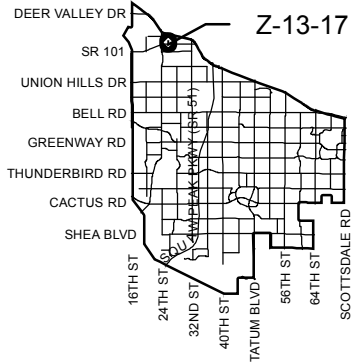 DEER VALLEY DR
Z-13-17
SR 101
UNION HILLS DR
BELL RD
GREENWAY RD
THUNDERBIRD RD
CACTUS RD
SHEA BLVD
SQUAW PEAK PKWY (SR 51)
16TH ST
24TH ST
32ND ST
40TH ST
TATUM BLVD
56TH ST
64TH ST
SCOTTSDALE RD